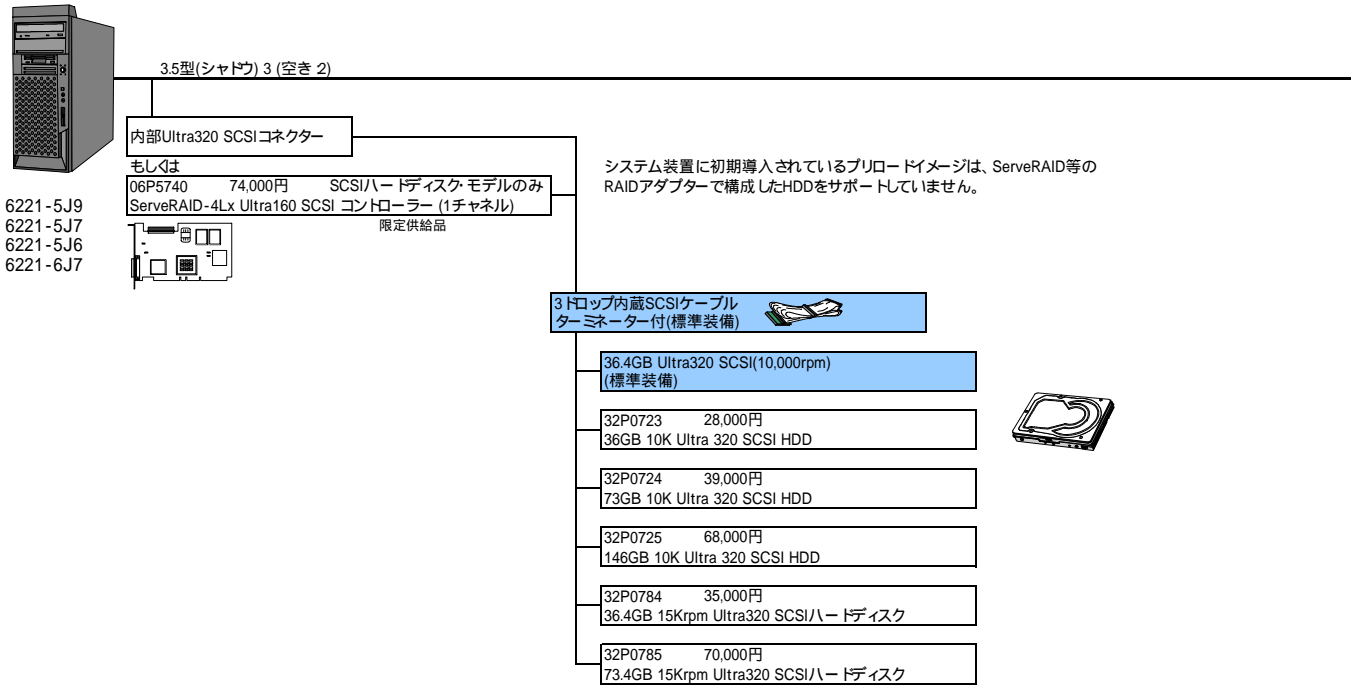 3.5型(シャドウ) 3 (空き 2)
内部Ultra320 SCSIコネクター
もしくは
06P5740 74,000円 SCSIハードディスク・モデルのみ
ServeRAID-4Lx Ultra160 SCSI コントローラー (1チャネル)
限定供給品
6221-5J9
6221-5J7
6221-5J6
6221-6J7
システム装置に初期導入されているプリロードイメージは、ServeRAID等の
RAIDアダプターで構成したHDDをサポートしていません。
3ドロップ内蔵SCSIケーブル
ターミネーター付(標準装備)
36.4GB Ultra320 SCSI(10,000rpm)
(標準装備)
32P0723 28,000円
36GB 10K Ultra 320 SCSI HDD
32P0724 39,000円
73GB 10K Ultra 320 SCSI HDD
32P0725 68,000円
146GB 10K Ultra 320 SCSI HDD
32P0784 35,000円
36.4GB 15Krpm Ultra320 SCSIハードディスク
32P0785 70,000円
73.4GB 15Krpm Ultra320 SCSIハードディスク